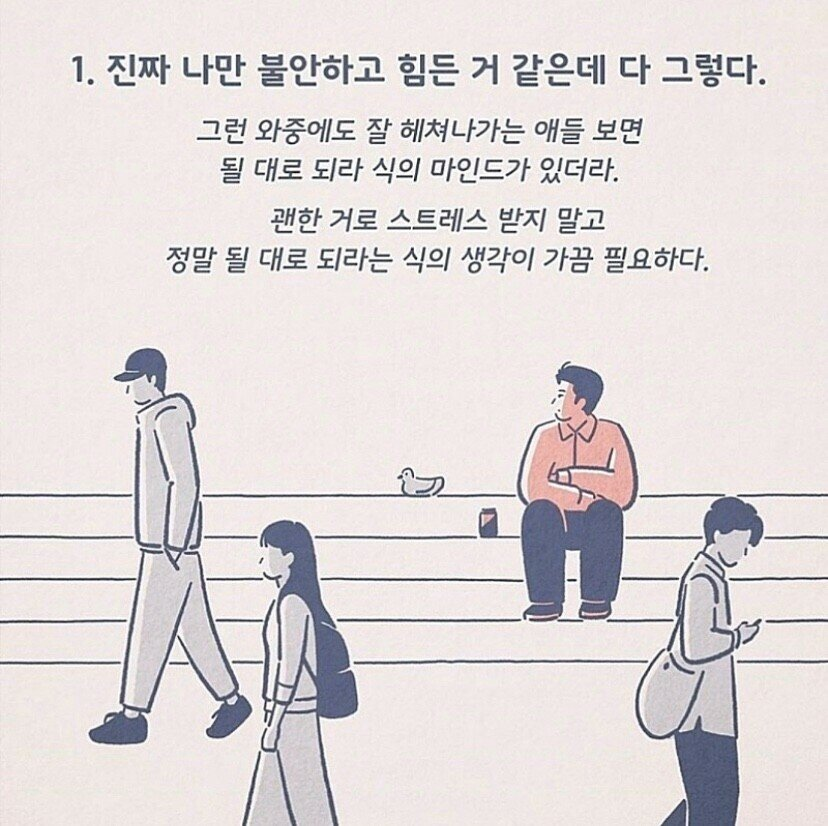 1. 진짜 나만 불안하고 힘든 거 같은데 다 그렇다.
그런 와중에도 잘 헤쳐나가는 애들 보면
될 대로 되라 식의 마인드가 있더라.
괜한 거로 스트레스 받지 말고
정말 될 대로 되라는 식의 생각이 가끔 필요하다.